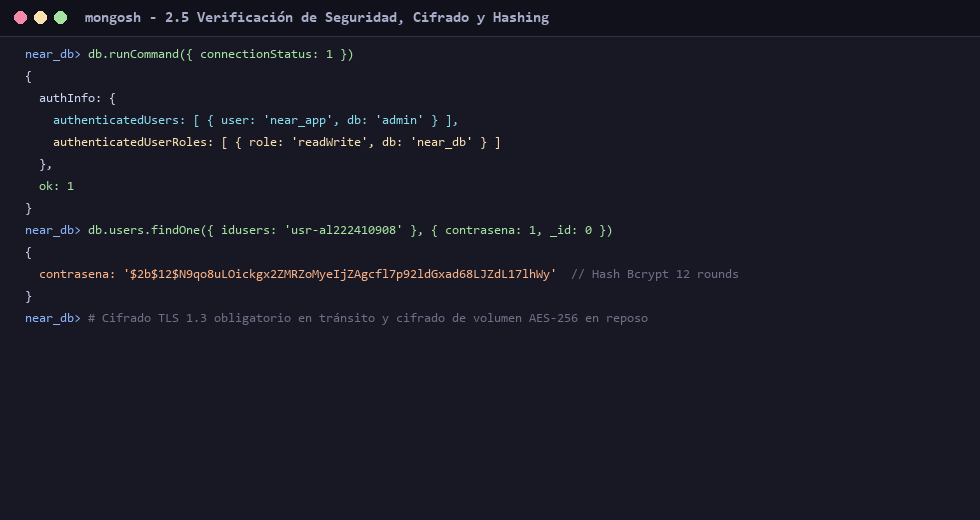 mongosh - 2.5 Verificación de Seguridad, Cifrado y Hashing
near_db> db.runCommand({ connectionStatus: 1 })
{
  authInfo: {
    authenticatedUsers: [ { user: 'near_app', db: 'admin' } ],
    authenticatedUserRoles: [ { role: 'readWrite', db: 'near_db' } ]
  },
  ok: 1
}
near_db> db.users.findOne({ idusers: 'usr-al222410908' }, { contrasena: 1, _id: 0 })
{
  contrasena: '$2b$12$N9qo8uLOickgx2ZMRZoMyeIjZAgcfl7p92ldGxad68LJZdL17lhWy'  // Hash Bcrypt 12 rounds
}
near_db> # Cifrado TLS 1.3 obligatorio en tránsito y cifrado de volumen AES-256 en reposo